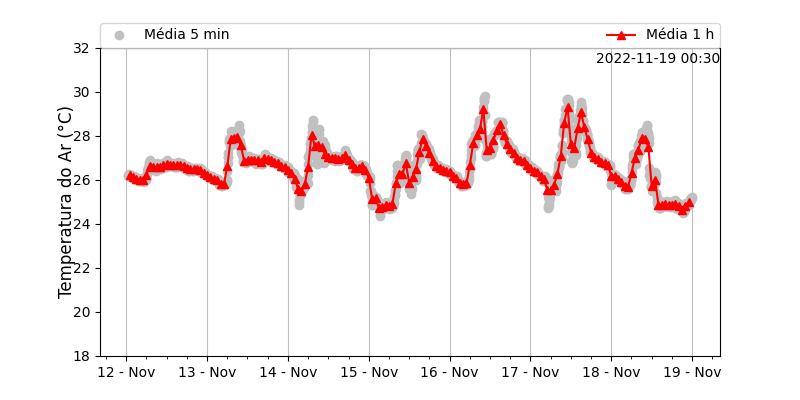 Média 5 min
Média 1 h
2022-11-19 00:30
Temperatura do Ar (°C)
32
30
28
26
24
22
20
18
12 - Nov
13 - Nov
14 - Nov
15 - Nov
16 - Nov
17 - Nov
18 - Nov
19 - Nov